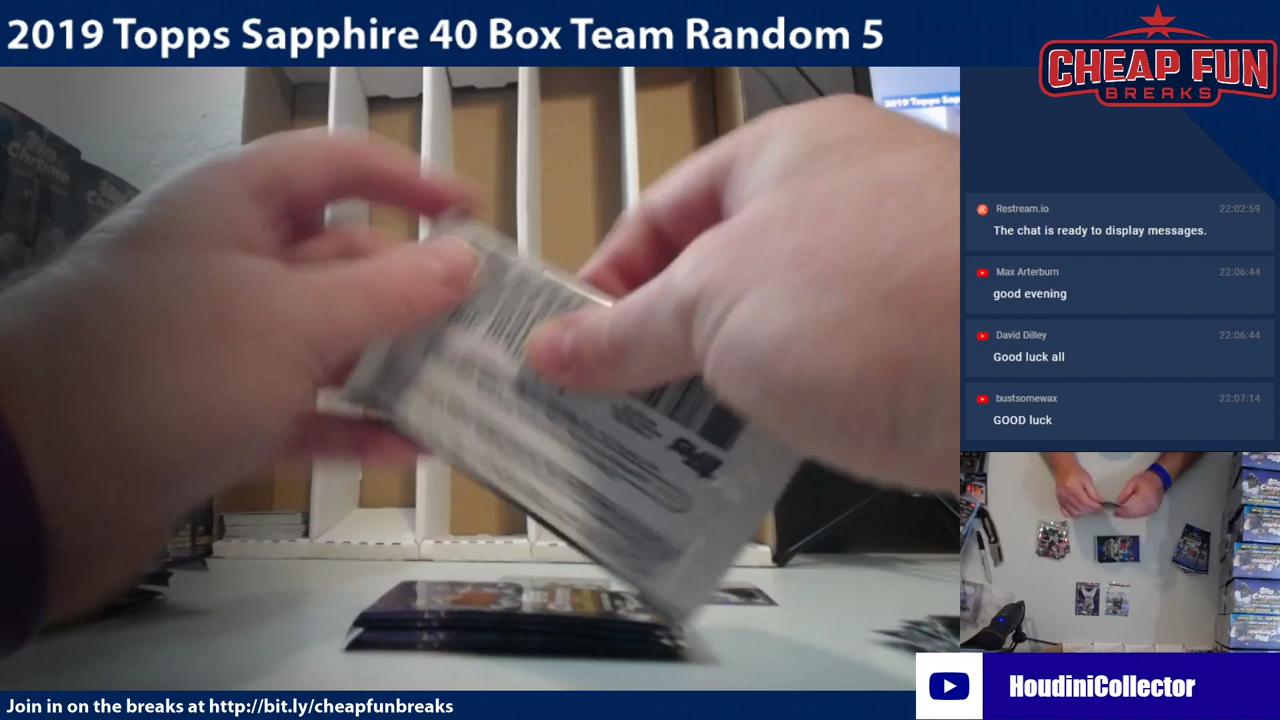 2019 Topps Sapphire 40 Box Team Random 5
CHEAP FUN
BREAKS
Restream.io 22:02:59
The chat is ready to display messages.
Max Arterburn 22:06:44
good evening
David Dilley 22:06:44
Good luck all
bustsomewax 22:07:14
GOOD luck
HoudiniCollector
Join in on the breaks at http://bit.ly/cheapfunbreaks